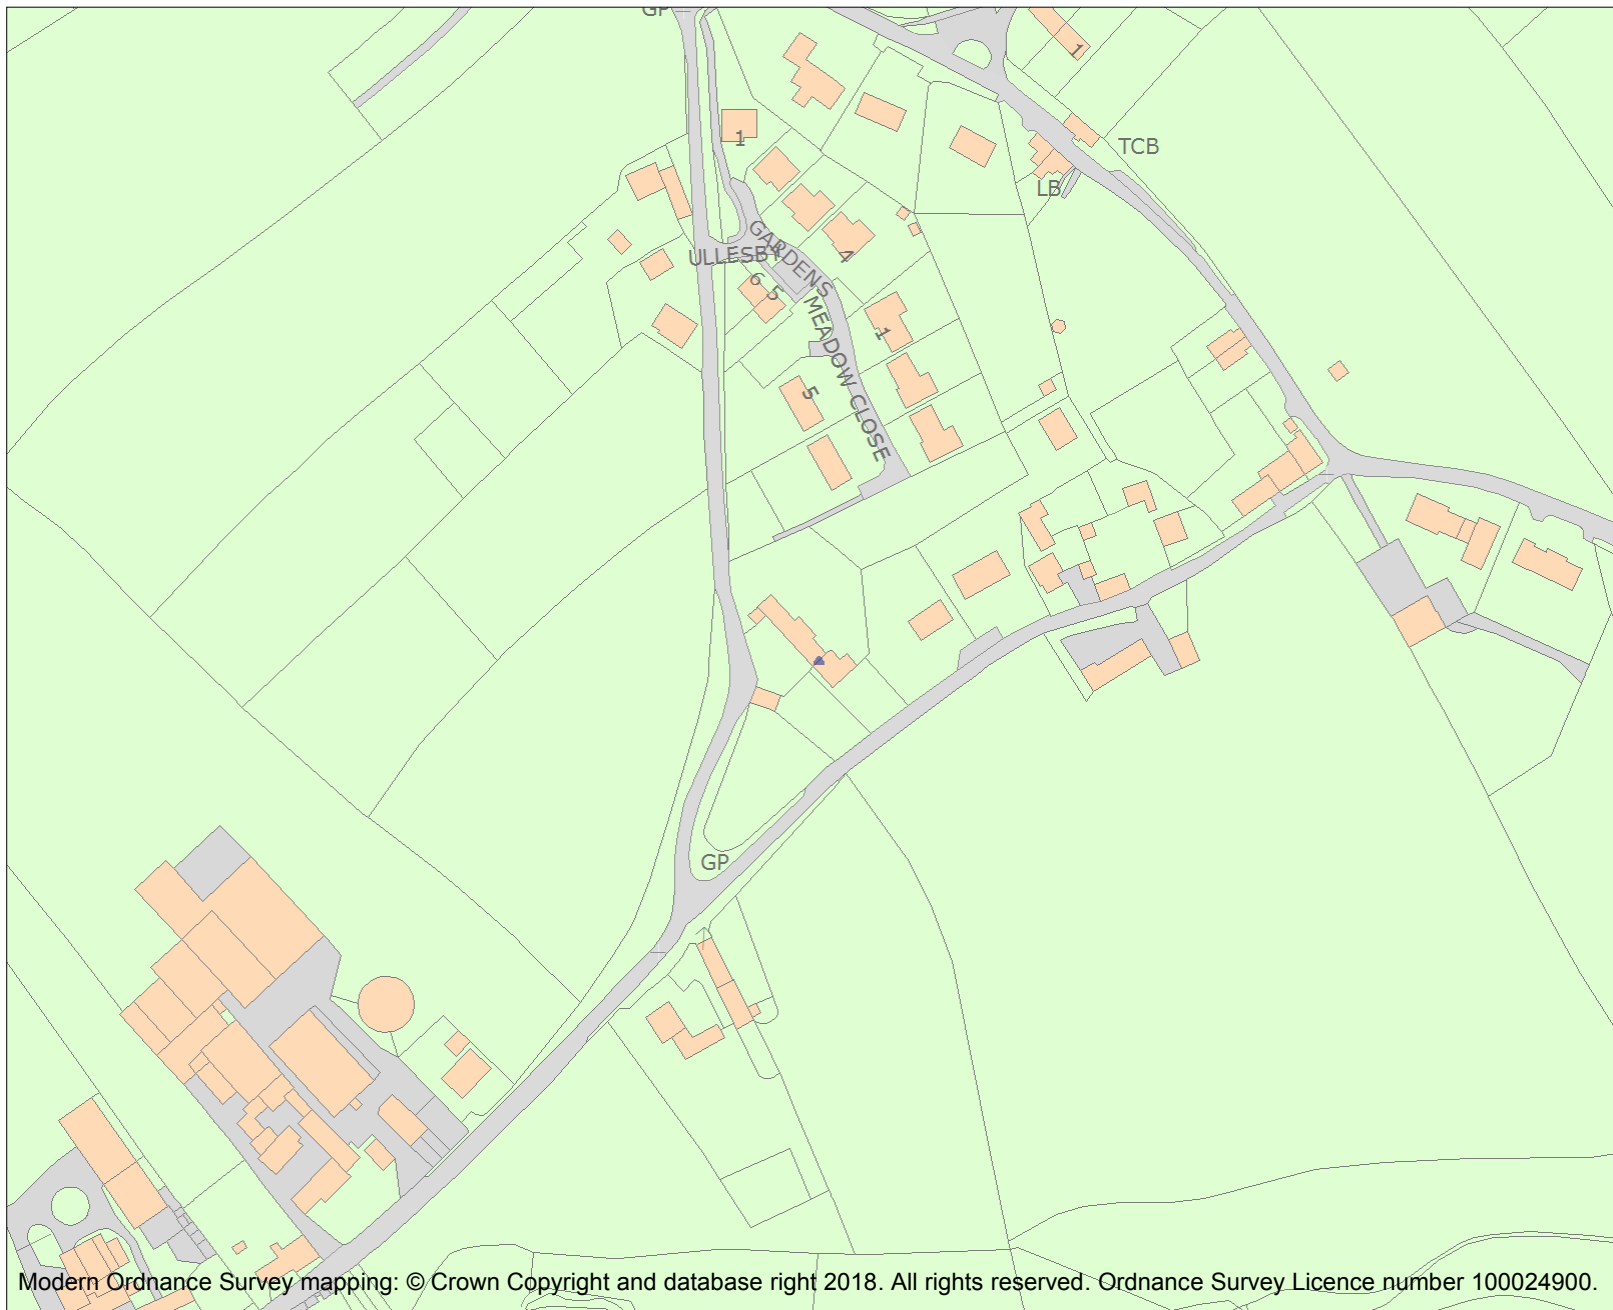 GP
1
TCB
1
LB
ULLESBY
GARDENS
4
6
5
MEADOW CLOSE
1
5
GP
Modern Ordnance Survey mapping: © Crown Copyright and database right 2018. All rights reserved. Ordnance Survey Licence number 100024900.